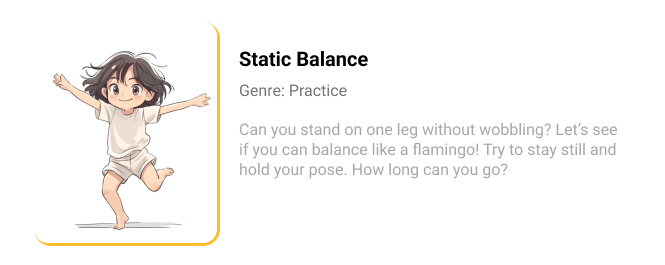 Static Balance
Genre: Practice
Can you stand on one leg without wobbling? Let's see
if you can balance like a flamingo! Try to stay still and
hold your pose. How long can you go?